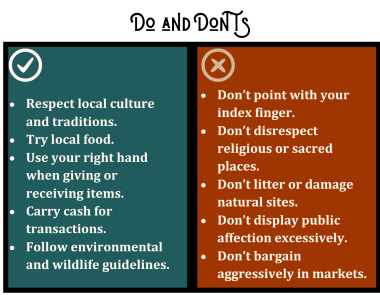 Do and Don'ts
• Respect local culture
and traditions.
• Try local food.
• Use your right hand
when giving or
receiving items.
• Carry cash for
transactions.
• Follow environmental
and wildlife guidelines.
• Don't point with your
index finger.
• Don't disrespect
religious or sacred
places.
• Don't litter or damage
natural sites.
• Don't display public
affection excessively.
• Don't bargain
aggressively in markets.